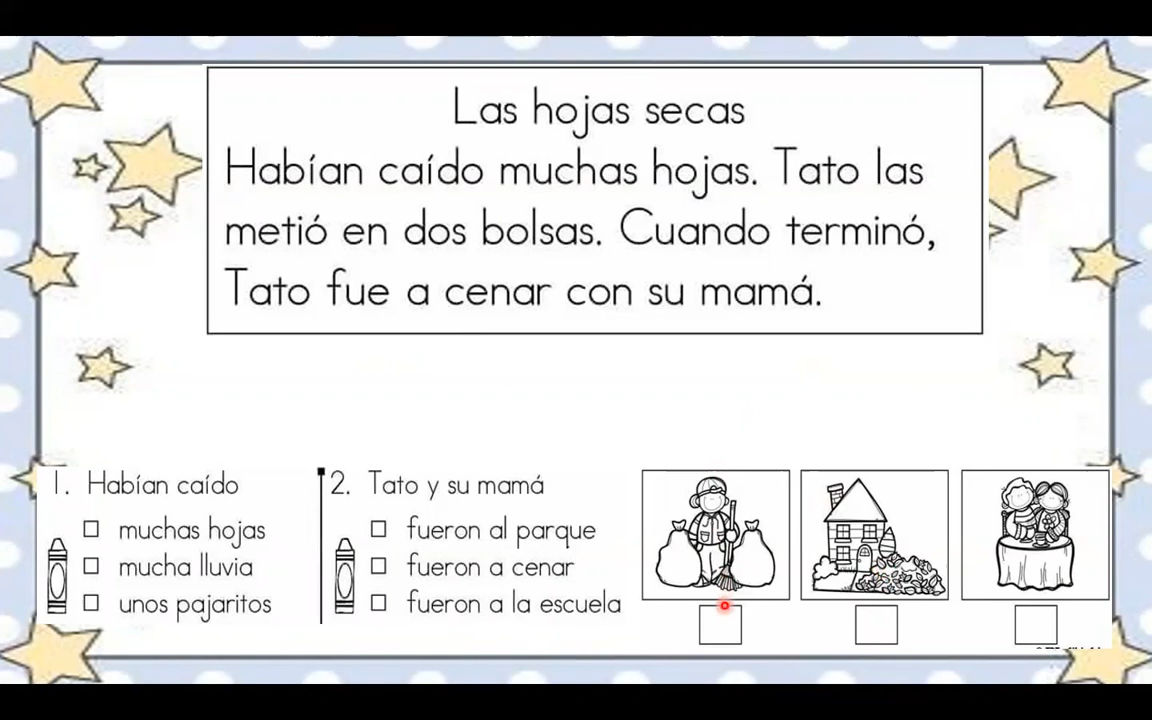 Las hojas secas
Habían caído muchas hojas. Tato las
metió en dos bolsas. Cuando terminó,
Tato fue a cenar con su mamá.
1. Habían caído
muchas hojas
mucha lluvia
unos pajaritos
2. Tato y su mamá
fueron al parque
fueron a cenar
fueron a la escuela